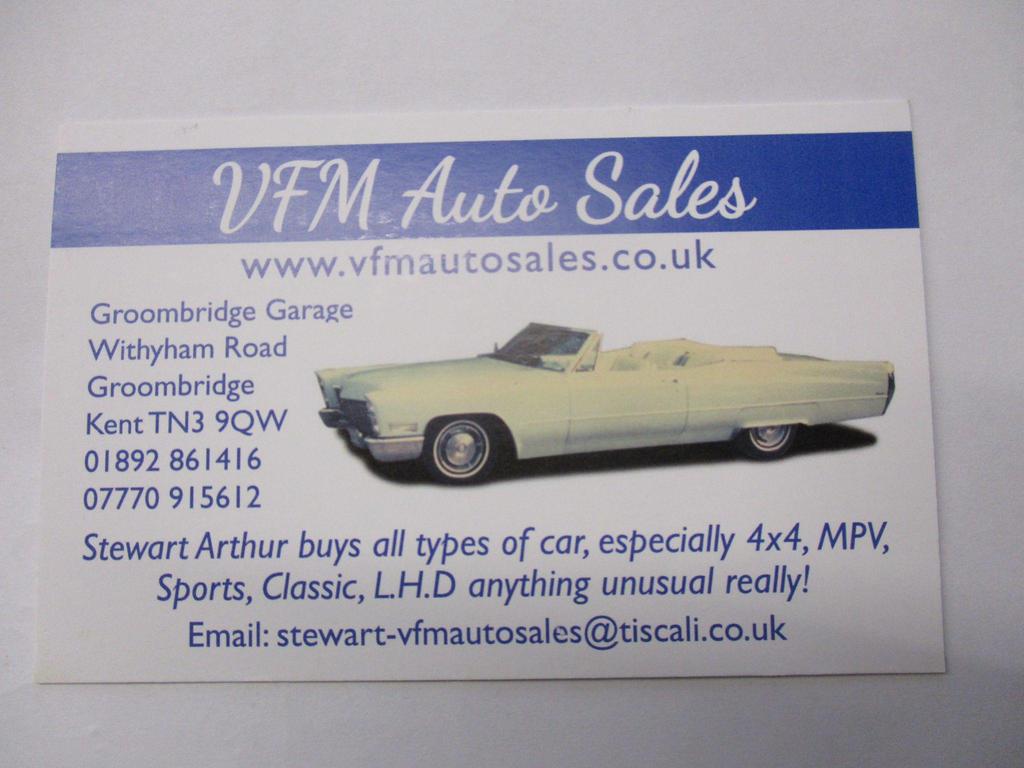 VFM Auto Sales
www.vfmautosales.co.uk
Groombridge Garage
Withyham Road
Groombridge
Kent TN3 9QW
01892 861416
07770 915612
Stewart Arthur buys all types of car, especially 4x4, MPV,
Sports, Classic, L.H.D anything unusual really!
Email: stewart-vfmautosales@tiscali.co.uk